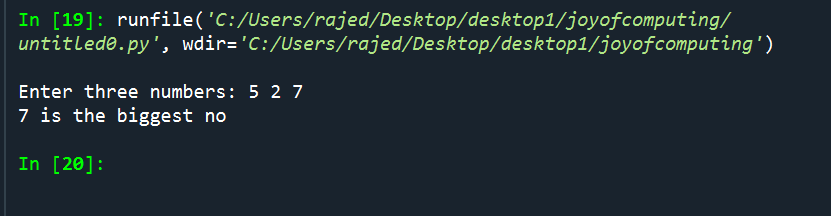 In [19]: runfile('C:/Users/rajed/Desktop/desktop1/joyofcomputing/
untitled0.py', wdir='C:/Users/rajed/Desktop/desktop1/joyofcomputing')
Enter three numbers: 5 2 7
7 is the biggest no
In [20]: